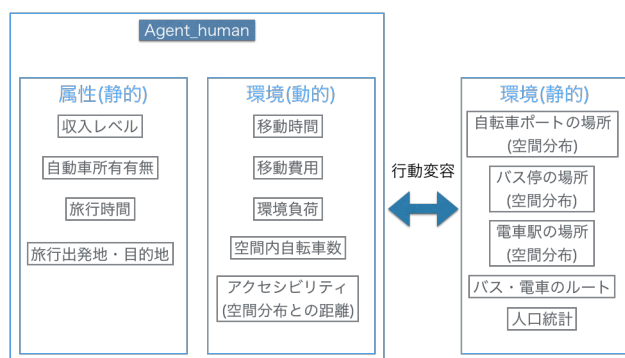 Agent_human
属性(静的)
収入レベル
自動車所有有無
旅行時間
旅行出発地・目的地
環境(動的)
移動時間
移動費用
環境負荷
空間内自転車数
アクセシビリティ
(空間分布との距離)
行動変容
環境(静的)
自転車ポートの場所
(空間分布)
バス停の場所
(空間分布)
電車駅の場所
(空間分布)
バス・電車のルート
人口統計